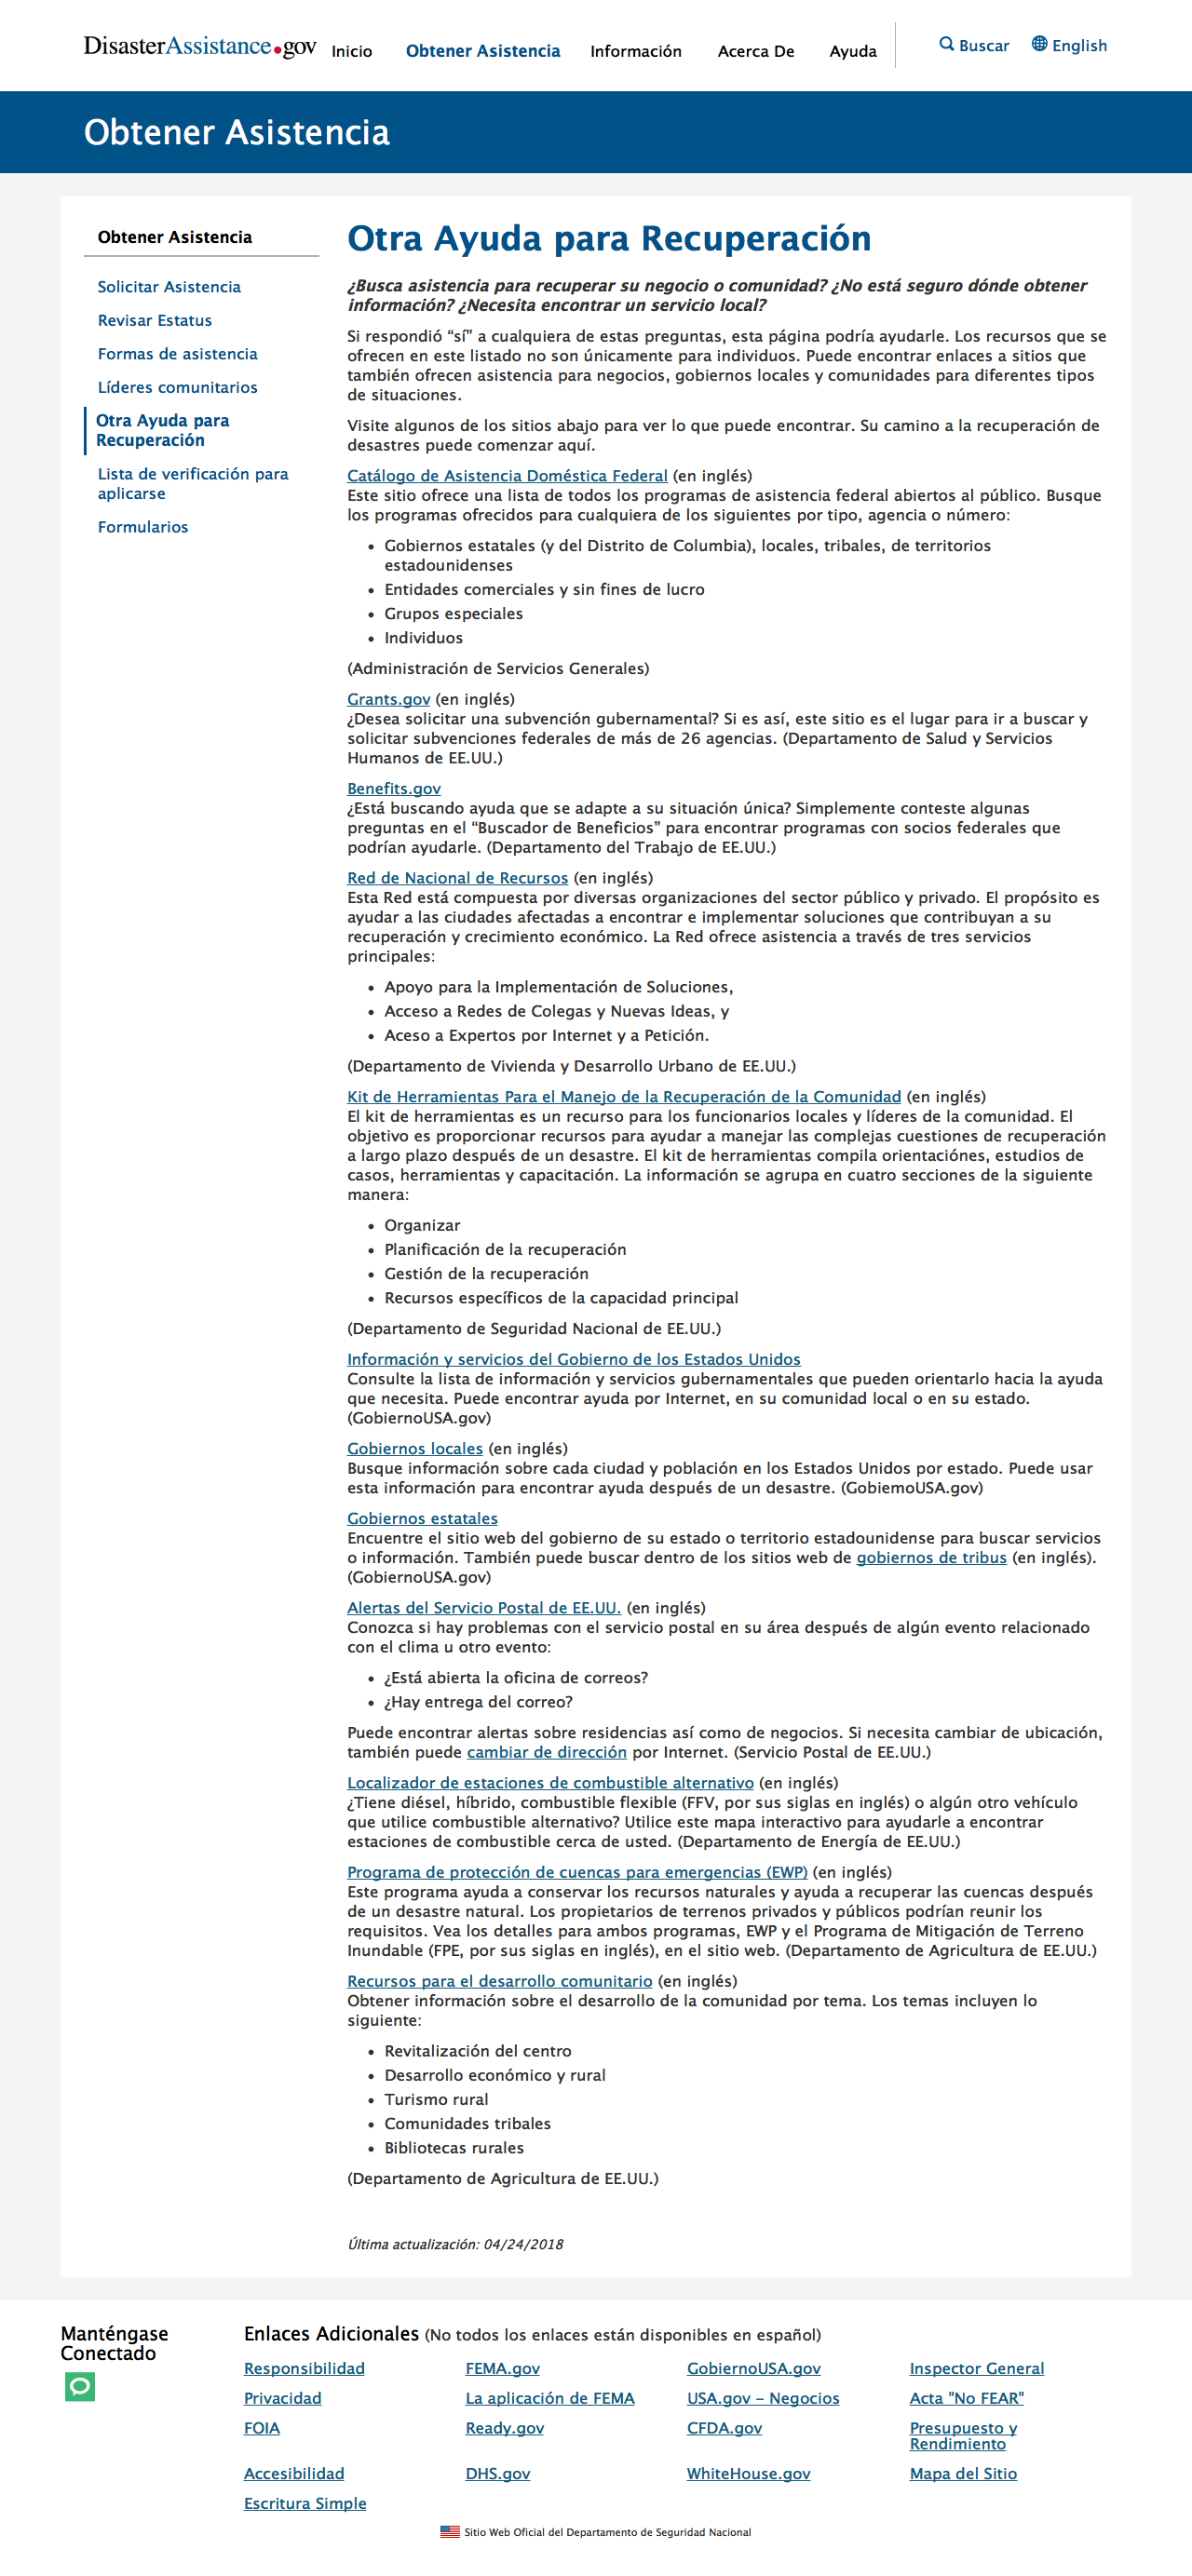 DisasterAssistance.gov
Inicio
Obtener Asistencia
Información
Acerca De
Ayuda
Buscar
English
Obtener Asistencia
Obtener Asistencia
Solicitar Asistencia
Revisar Estatus
Formas de asistencia
Líderes comunitarios
Otra Ayuda para
Recuperación
Lista de verificación para
aplicarse
Formularios
Otra Ayuda para Recuperación
¿Busca asistencia para recuperar su negocio o comunidad? ¿No está seguro dónde obtener
información? ¿Necesita encontrar un servicio local?
Si respondió “sí” a cualquiera de estas preguntas, esta página podría ayudarle. Los recursos que se
ofrecen en este listado no son únicamente para individuos. Puede encontrar enlaces a sitios que
también ofrecen asistencia para negocios, gobiernos locales y comunidades para diferentes tipos
de situaciones.
Visite algunos de los sitios abajo para ver lo que puede encontrar. Su camino a la recuperación de
desastres puede comenzar aquí.
Catálogo de Asistencia Doméstica Federal (en inglés)
Este sitio ofrece una lista de todos los programas de asistencia federal abiertos al público. Busque
los programas ofrecidos para cualquiera de los siguientes por tipo, agencia o número:
• Gobiernos estatales (y del Distrito de Columbia), locales, tribales, de territorios
estadounidenses
• Entidades comerciales y sin fines de lucro
• Grupos especiales
• Individuos
(Administración de Servicios Generales)
Grants.gov (en inglés)
¿Desea solicitar una subvención gubernamental? Si es así, este sitio es el lugar para ir a buscar y
solicitar subvenciones federales de más de 26 agencias. (Departamento de Salud y Servicios
Humanos de EE.UU.)
Benefits.gov
¿Está buscando ayuda que se adapte a su situación única? Simplemente conteste algunas
preguntas en el “Buscador de Beneficios” para encontrar programas con socios federales que
podrían ayudarle. (Departamento del Trabajo de EE.UU.)
Red de Nacional de Recursos (en inglés)
Esta Red está compuesta por diversas organizaciones del sector público y privado. El propósito es
ayudar a las ciudades afectadas a encontrar e implementar soluciones que contribuyan a su
recuperación y crecimiento económico. La Red ofrece asistencia a través de tres servicios
principales:
• Apoyo para la Implementación de Soluciones,
• Acceso a Redes de Colegas y Nuevas Ideas, y
• Aceso a Expertos por Internet y a Petición.
(Departamento de Vivienda y Desarrollo Urbano de EE.UU.)
Kit de Herramientas Para el Manejo de la Recuperación de la Comunidad (en inglés)
El kit de herramientas es un recurso para los funcionarios locales y líderes de la comunidad. El
objetivo es proporcionar recursos para ayudar a manejar las complejas cuestiones de recuperación
a largo plazo después de un desastre. El kit de herramientas compila orientaciónes, estudios de
casos, herramientas y capacitación. La información se agrupa en cuatro secciones de la siguiente
manera:
• Organizar
• Planificación de la recuperación
• Gestión de la recuperación
• Recursos específicos de la capacidad principal
(Departamento de Seguridad Nacional de EE.UU.)
Información y servicios del Gobierno de los Estados Unidos
Consulte la lista de información y servicios gubernamentales que pueden orientarlo hacia la ayuda
que necesita. Puede encontrar ayuda por Internet, en su comunidad local o en su estado.
(GobiernoUSA.gov)
Gobiernos locales (en inglés)
Busque información sobre cada ciudad y población en los Estados Unidos por estado. Puede usar
esta información para encontrar ayuda después de un desastre. (GobiemoUSA.gov)
Gobiernos estatales
Encuentre el sitio web del gobierno de su estado o territorio estadounidense para buscar servicios
o información. También puede buscar dentro de los sitios web de gobiernos de tribus (en inglés).
(GobiernoUSA.gov)
Alertas del Servicio Postal de EE.UU. (en inglés)
Conozca si hay problemas con el servicio postal en su área después de algún evento relacionado
con el clima u otro evento:
• ¿Está abierta la oficina de correos?
• ¿Hay entrega del correo?
Puede encontrar alertas sobre residencias así como de negocios. Si necesita cambiar de ubicación,
también puede cambiar de dirección por Internet. (Servicio Postal de EE.UU.)
Localizador de estaciones de combustible alternativo (en inglés)
¿Tiene diésel, híbrido, combustible flexible (FFV, por sus siglas en inglés) o algún otro vehículo
que utilice combustible alternativo? Utilice este mapa interactivo para ayudarle a encontrar
estaciones de combustible cerca de usted. (Departamento de Energía de EE.UU.)
Programa de protección de cuencas para emergencias (EWP) (en inglés)
Este programa ayuda a conservar los recursos naturales y ayuda a recuperar las cuencas después
de un desastre natural. Los propietarios de terrenos privados y públicos podrían reunir los
requisitos. Vea los detalles para ambos programas, EWP y el Programa de Mitigación de Terreno
Inundable (FPE, por sus siglas en inglés), en el sitio web. (Departamento de Agricultura de EE.UU.)
Recursos para el desarrollo comunitario (en inglés)
Obtener información sobre el desarrollo de la comunidad por tema. Los temas incluyen lo
siguiente:
• Revitalización del centro
• Desarrollo económico y rural
• Turismo rural
• Comunidades tribales
• Bibliotecas rurales
(Departamento de Agricultura de EE.UU.)
Última actualización: 04/24/2018
Manténgase
Conectado
Enlaces Adicionales (No todos los enlaces están disponibles en español)
Responsibilidad
FEMA.gov
GobiernoUSA.gov
Inspector General
Privacidad
La aplicación de FEMA
USA.gov – Negocios
Acta "No FEAR"
FOIA
Ready.gov
CFDA.gov
Presupuesto y
Rendimiento
Accesibilidad
DHS.gov
WhiteHouse.gov
Mapa del Sitio
Escritura Simple
Sitio Web Oficial del Departamento de Seguridad Nacional